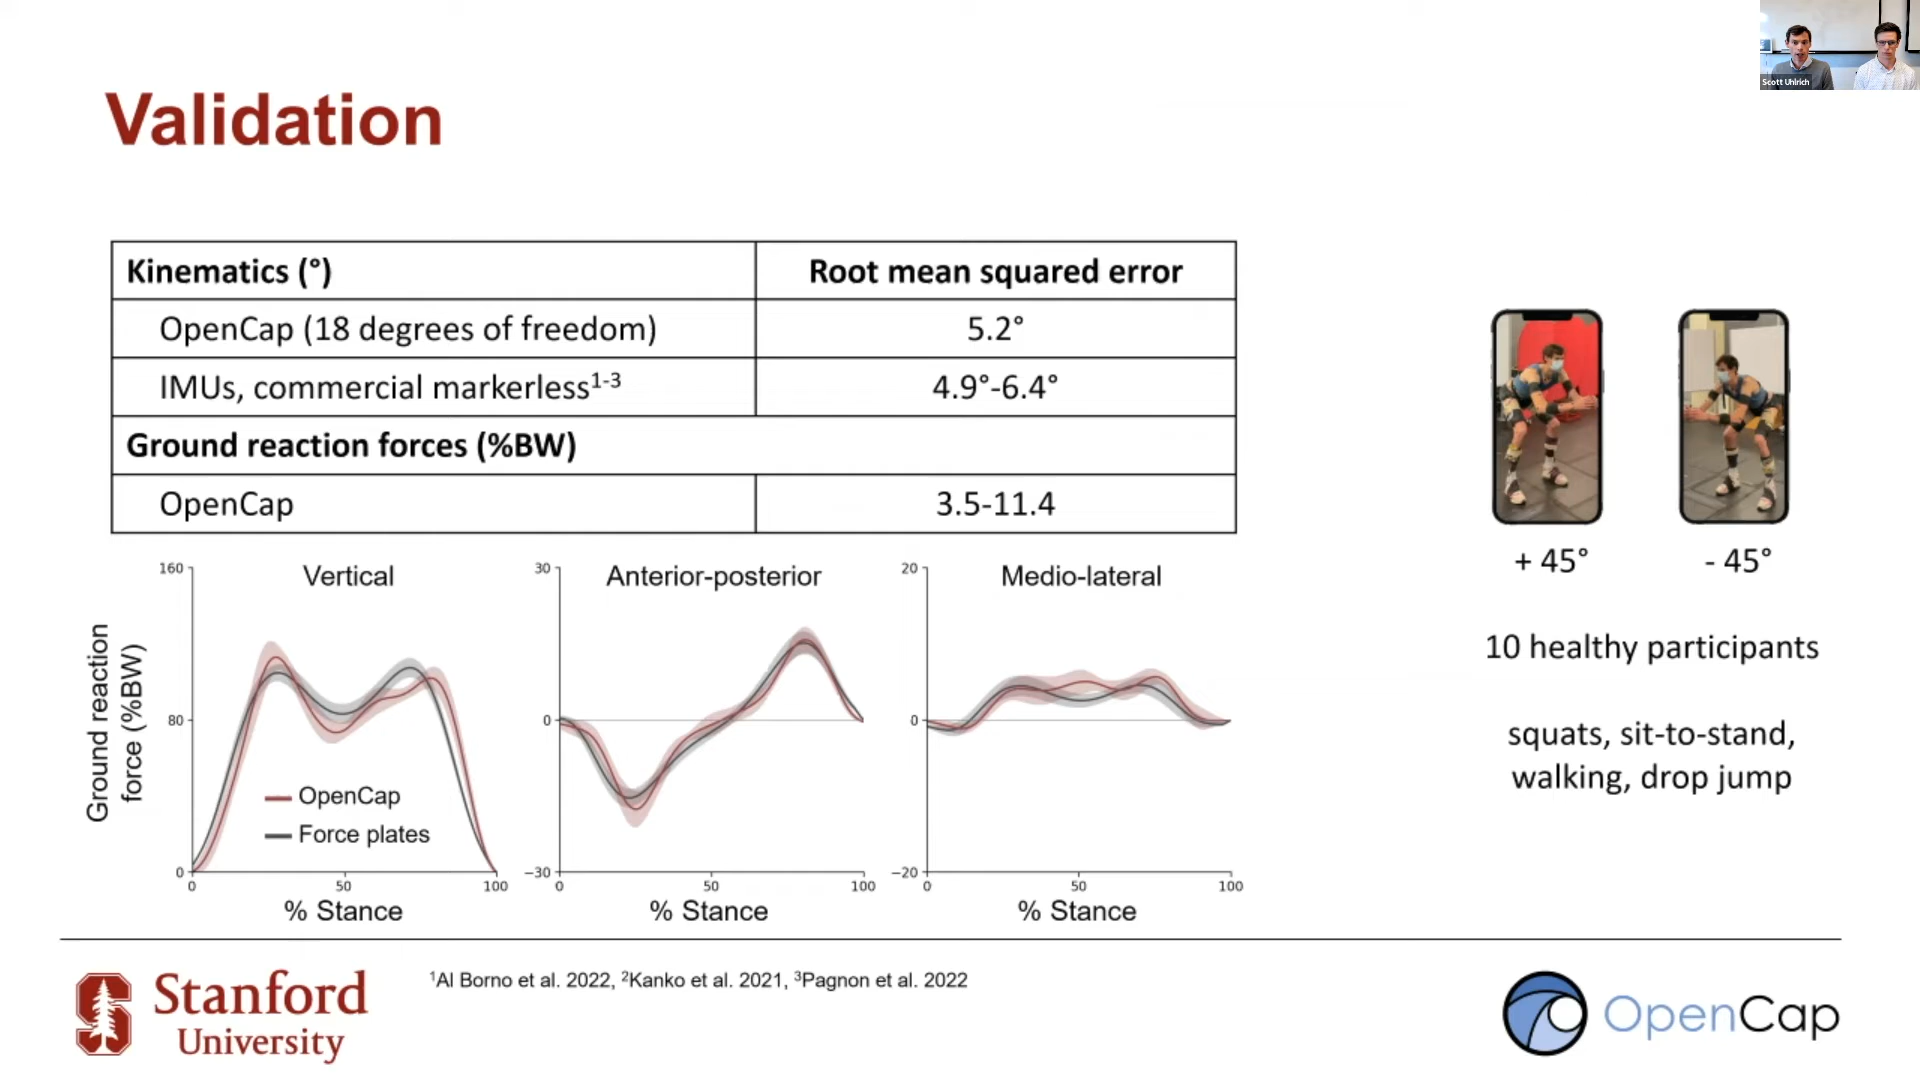 Scott Uhlrich
Validation
Kinematics (°) Root mean squared error
OpenCap (18 degrees of freedom) 5.2°
IMUs, commercial markerless¹⁻³ 4.9°-6.4°
Ground reaction forces (%BW)
OpenCap 3.5-11.4
+ 45° - 45°
10 healthy participants
squats, sit-to-stand,
walking, drop jump
Ground reaction
force (%BW)
Vertical
160
80
0
OpenCap
Force plates
0 50 100
% Stance
Anterior-posterior
30
0
−30
0 50 100
% Stance
Medio-lateral
20
0
−20
0 50 100
% Stance
Stanford
University
¹Al Borno et al. 2022, ²Kanko et al. 2021, ³Pagnon et al. 2022
OpenCap